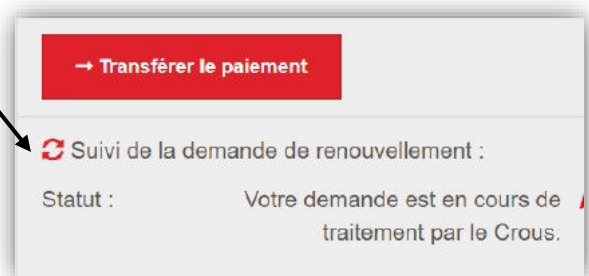 → Transférer le paiement
Suivi de la demande de renouvellement :
Statut : Votre demande est en cours de
traitement par le Crous.